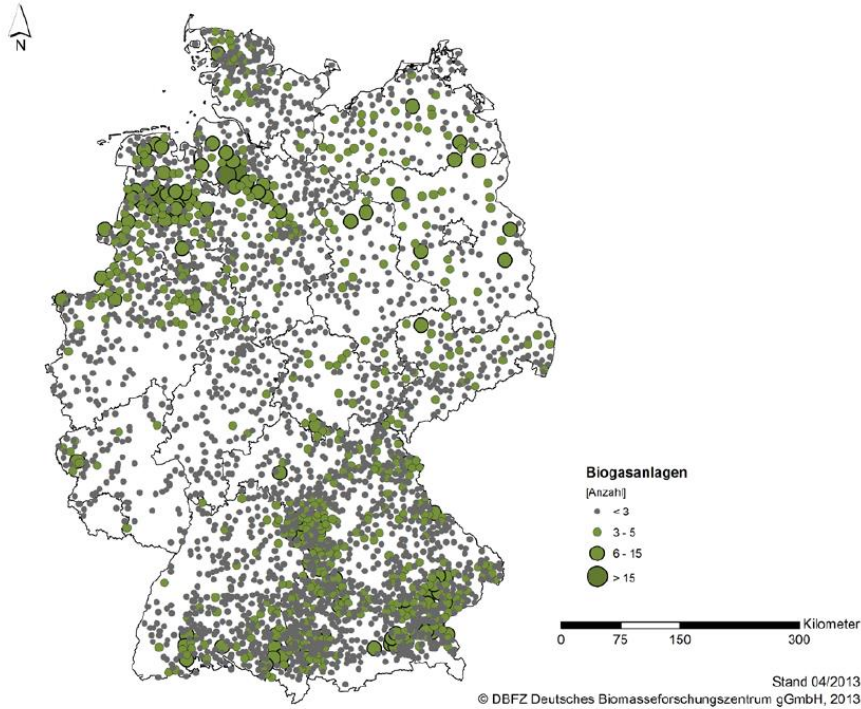 N
Biogasanlagen
[Anzahl]
< 3
3 - 5
6 - 15
> 15
Kilometer
0 75 150 300
Stand 04/2013
© DBFZ Deutsches Biomasseforschungszentrum gGmbH, 2013